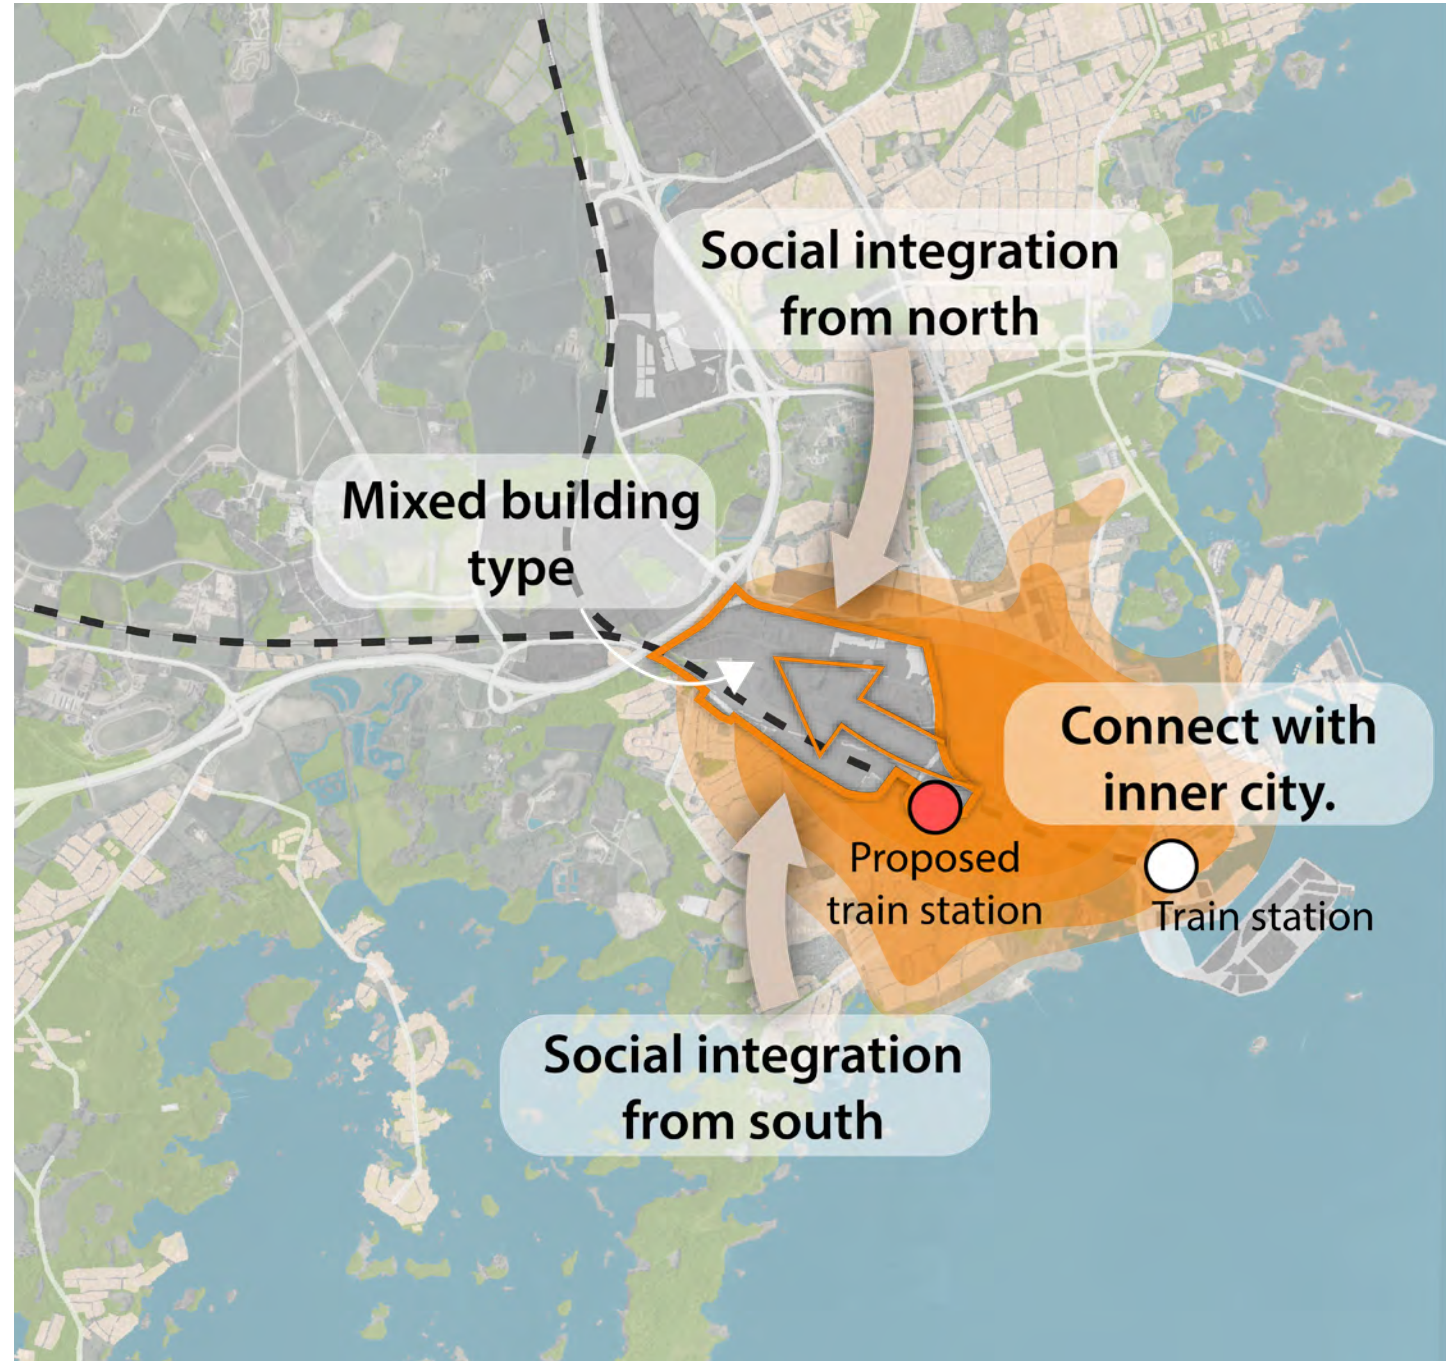 Social integration
from north
Mixed building
type
Connect with
inner city.
Proposed
train station
Train station
Social integration
from south